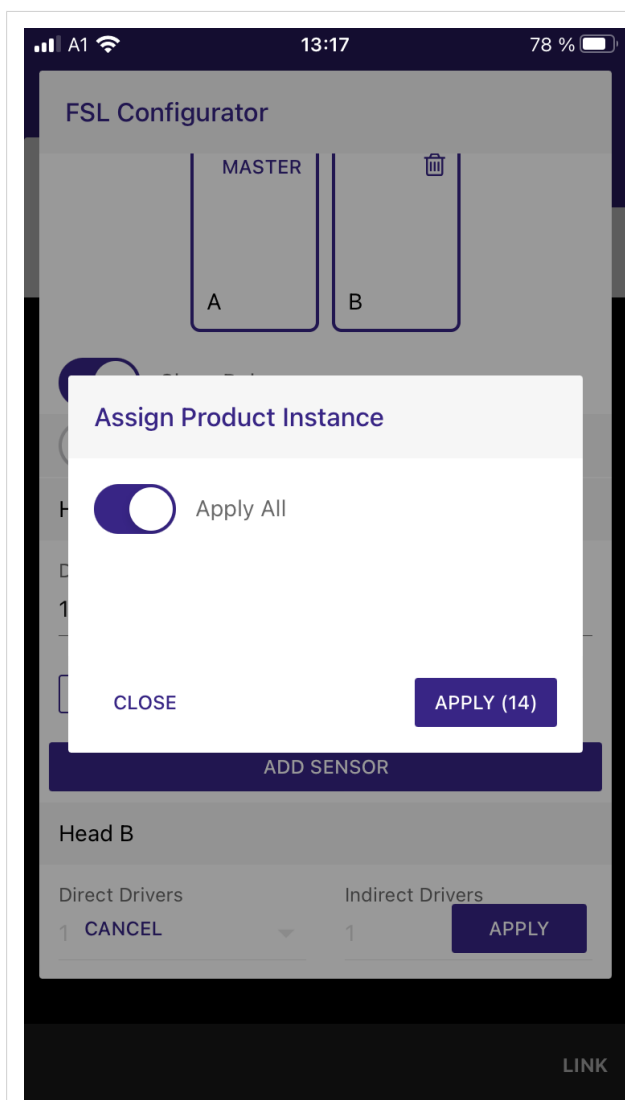 A1 13:17 78 %
FSL Configurator
MASTER
A B
Assign Product Instance
Apply All
CLOSE APPLY (14)
ADD SENSOR
Head B
Direct Drivers Indirect Drivers
1 CANCEL 1 APPLY
LINK